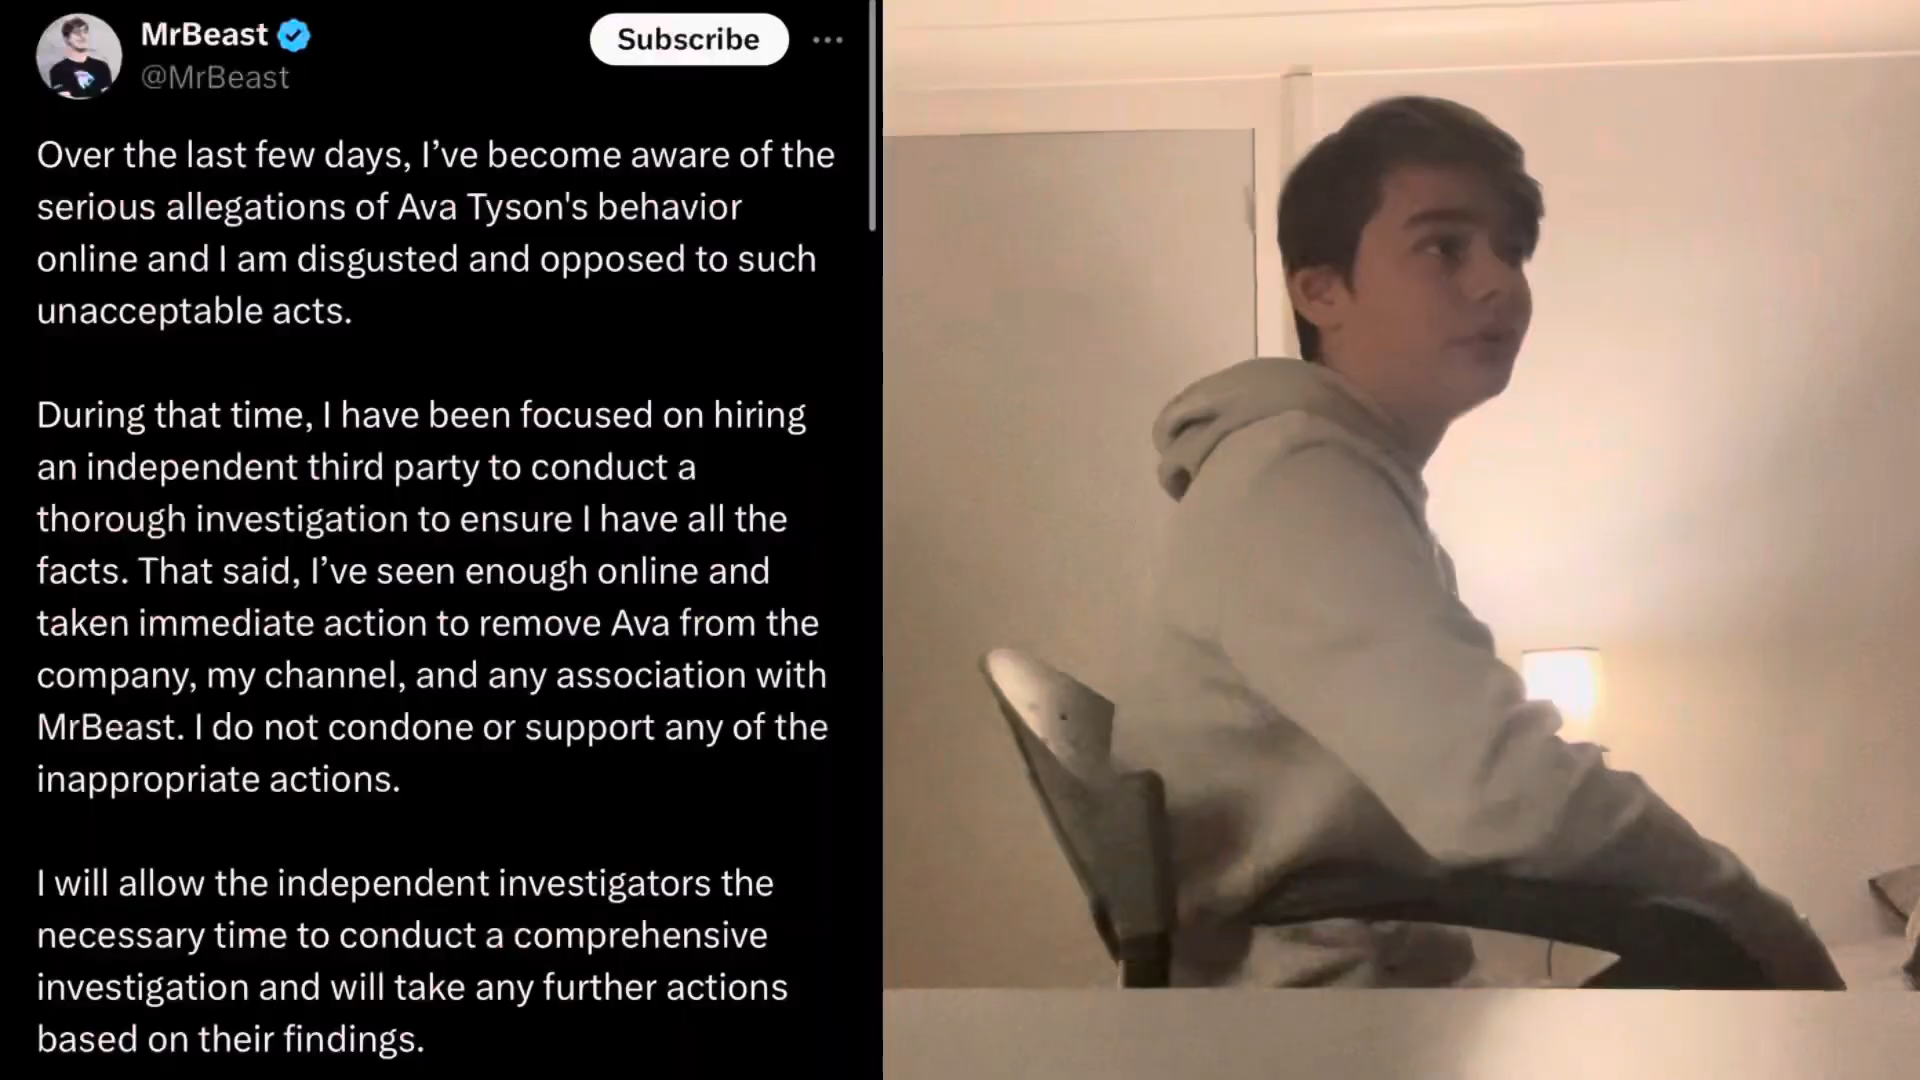 MrBeast
@MrBeast
Subscribe
Over the last few days, I’ve become aware of the
serious allegations of Ava Tyson's behavior
online and I am disgusted and opposed to such
unacceptable acts.
During that time, I have been focused on hiring
an independent third party to conduct a
thorough investigation to ensure I have all the
facts. That said, I’ve seen enough online and
taken immediate action to remove Ava from the
company, my channel, and any association with
MrBeast. I do not condone or support any of the
inappropriate actions.
I will allow the independent investigators the
necessary time to conduct a comprehensive
investigation and will take any further actions
based on their findings.